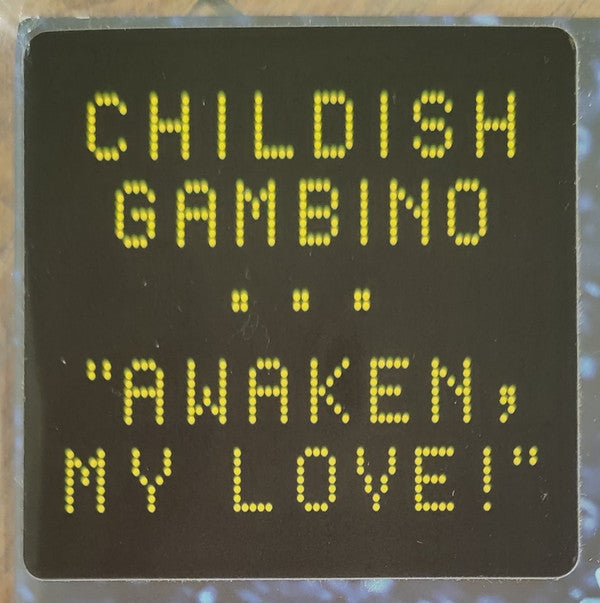 CHILDISH
GAMBINO
...
"AWAKEN,
MY LOVE!"